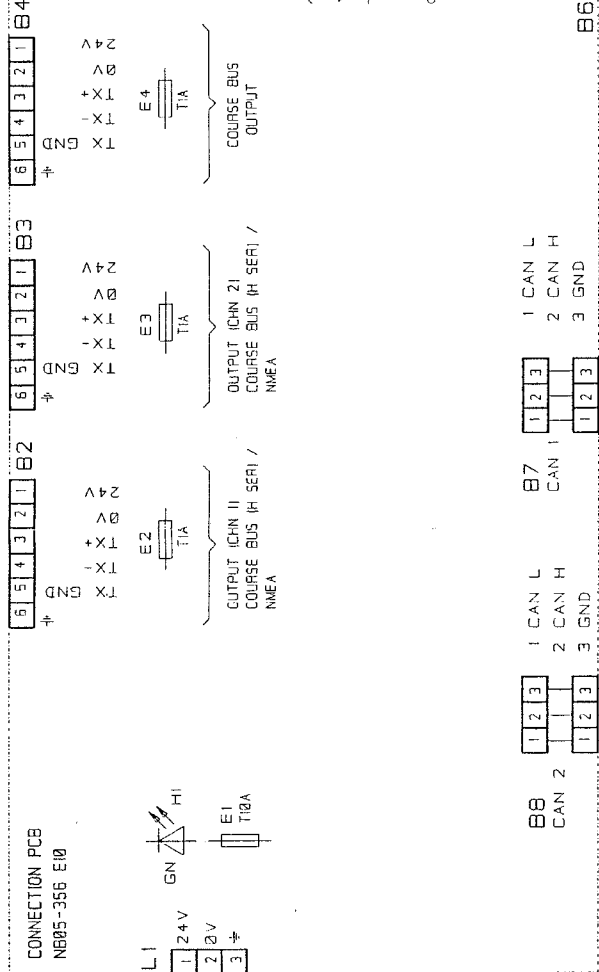 CONNECTION PCB
NB05-356 E10
L1
1 24V
2 0V
3
GN
H1
E1
T10A
B2
6 5 4 3 2 1
TX GND
TX-
TX+
0V
24V
E2
T1A
OUTPUT (CHN 1)
COURSE BUS (H SER) /
NMEA
B3
6 5 4 3 2 1
TX GND
TX-
TX+
0V
24V
E3
T1A
OUTPUT (CHN 2)
COURSE BUS (H SER) /
NMEA
B4
6 5 4 3 2 1
TX GND
TX-
TX+
0V
24V
E4
T1A
COURSE BUS
OUTPUT
B8
CAN 2
1 2 3
1 2 3
1 CAN L
2 CAN H
3 GND
B7
CAN 1
1 2 3
1 2 3
1 CAN L
2 CAN H
3 GND
B6